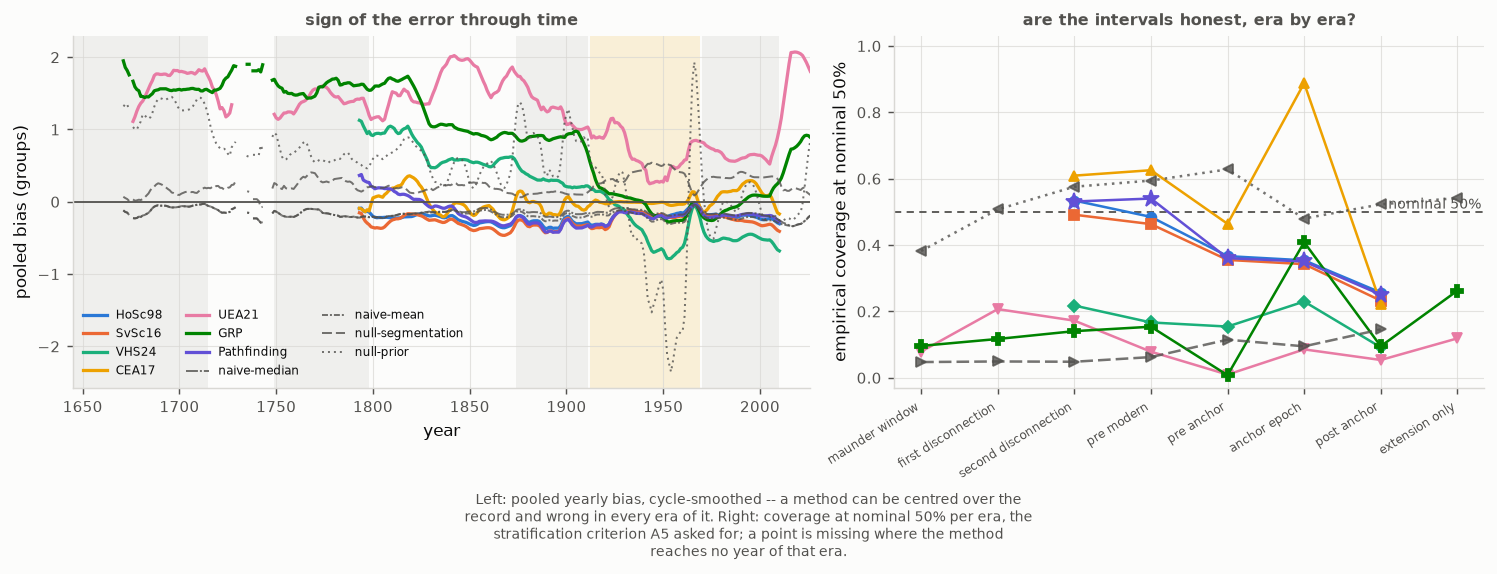 sign of the error through time
pooled bias (groups)
2
1
0
−1
−2
HoSc98
SvSc16
VHS24
CEA17
UEA21
GRP
Pathfinding
naive-median
naive-mean
null-segmentation
null-prior
1650
1700
1750
1800
1850
1900
1950
2000
year
are the intervals honest, era by era?
empirical coverage at nominal 50%
1.0
0.8
0.6
0.4
0.2
0.0
nominal 50%
maunder window
first disconnection
second disconnection
pre modern
pre anchor
anchor epoch
post anchor
extension only
Left: pooled yearly bias, cycle-smoothed -- a method can be centred over the
record and wrong in every era of it. Right: coverage at nominal 50% per era, the
stratification criterion A5 asked for; a point is missing where the method
reaches no year of that era.